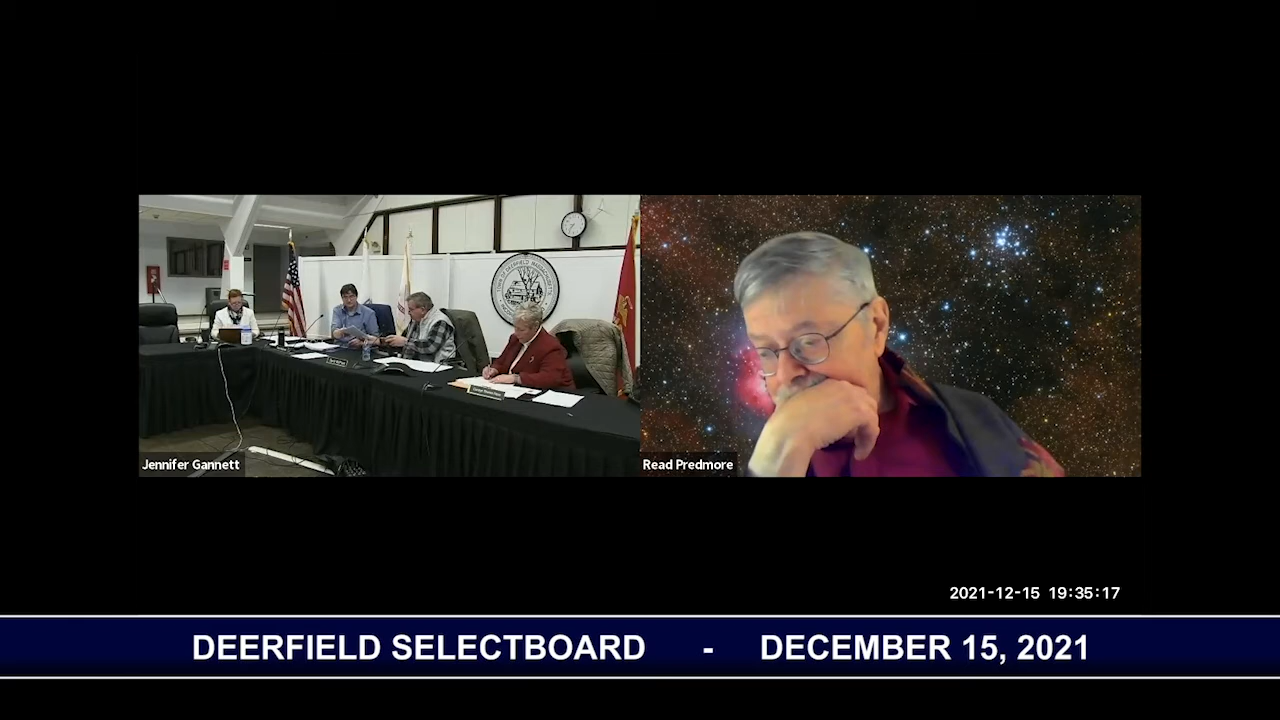 Jennifer Gannett
Read Predmore
2021-12-15 19:35:17
DEERFIELD SELECTBOARD - DECEMBER 15, 2021